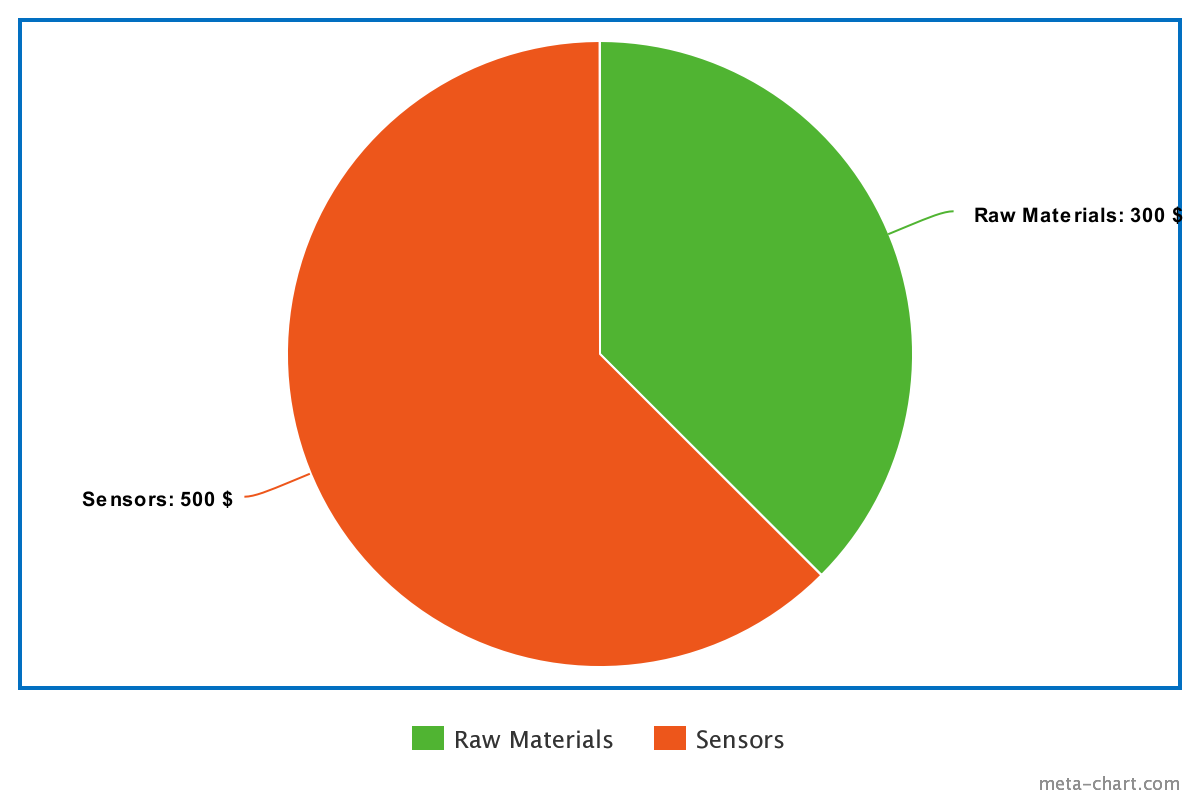 Raw Materials: 300 $
Sensors: 500 $
Raw Materials
Sensors
meta-chart.com